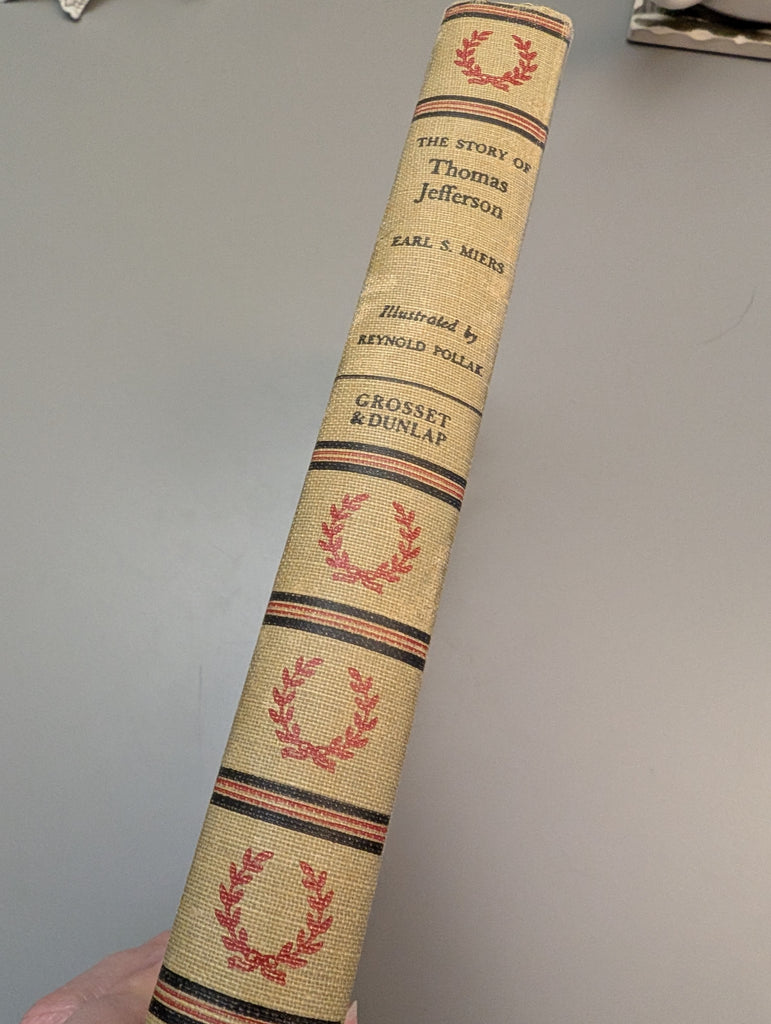 THE STORY OF
Thomas
Jefferson
EARL S. MIERS
Illustrated by
REYNOLD POLLAK
GROSSET
& DUNLAP